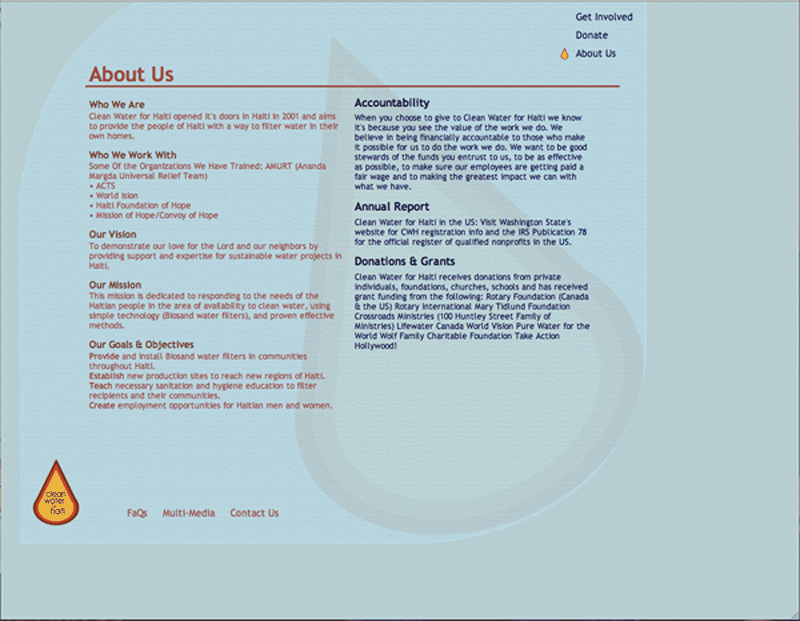 Get Involved
Donate
About Us
About Us
Who We Are
Clean Water for Haiti opened it's doors in Haiti in 2001 and aims
to provide the people of Haiti with a way to filter water in their
own homes.
Who We Work With
Some Of the Organizations We Have Trained: AMURT (Ananda
Margda Universal Relief Team)
• ACTS
• World Ision
• Haiti Foundation of Hope
• Mission of Hope/Convoy of Hope
Our Vision
To demonstrate our love for the Lord and our neighbors by
providing support and expertise for sustainable water projects in
Haiti.
Our Mission
This mission is dedicated to responding to the needs of the
Haitian people in the area of availability to clean water, using
simple technology (Biosand water filters), and proven effective
methods.
Our Goals & Objectives
Provide and install Biosand water filters in communities
throughout Haiti.
Establish new production sites to reach new regions of Haiti.
Teach necessary sanitation and hygiene education to filter
recipients and their communities.
Create employment opportunities for Haitian men and women.
Accountability
When you choose to give to Clean Water for Haiti we know
it's because you see the value of the work we do. We
believe in being financially accountable to those who make
it possible for us to do the work we do. We want to be good
stewards of the funds you entrust to us, to be as effective
as possible, to make sure our employees are getting paid a
fair wage and to making the greatest impact we can with
what we have.
Annual Report
Clean Water for Haiti in the US: Visit Washington State's
website for CWH registration info and the IRS Publication 78
for the official register of qualified nonprofits in the US.
Donations & Grants
Clean Water for Haiti receives donations from private
individuals, foundations, churches, schools and has received
grant funding from the following: Rotary Foundation (Canada
& the US) Rotary International Mary Tidlund Foundation
Crossroads Ministries (100 Huntley Street Family of
Ministries) Lifewater Canada World Vision Pure Water for the
World Wolf Family Charitable Foundation Take Action
Hollywood!
clean
water
haiti
FaQs Multi-Media Contact Us